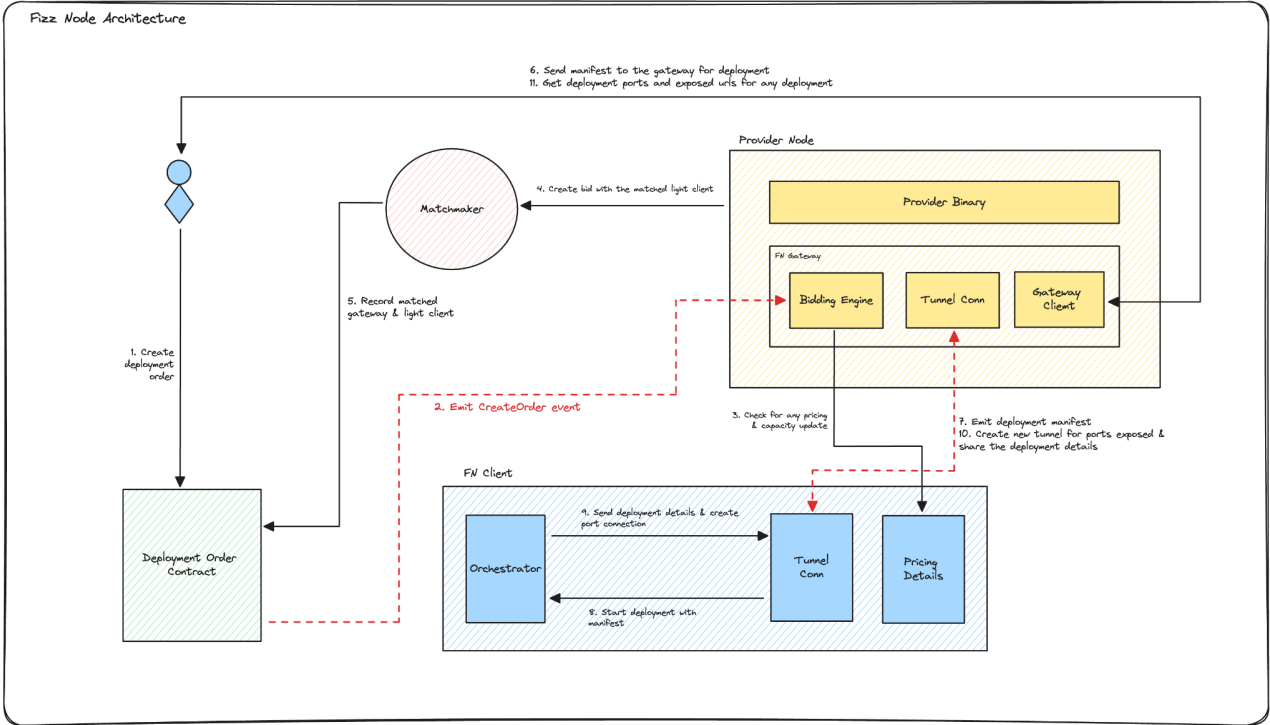 Fizz Node Architecture
6. Send manifest to the gateway for deployment
11. Get deployment ports and exposed urls for any deployment
Provider Node
4. Create bid with the matched light client
Matchmaker
Provider Binary
FN Gateway
Bidding Engine
Tunnel Conn
Gateway
Client
5. Record matched
gateway & light client
1. Create
deployment
order
2. Emit CreateOrder event
3. Check for any pricing
& capacity update
7. Emit deployment manifest
10. Create new tunnel for ports exposed &
share the deployment details
FN Client
9. Send deployment details & create
port connection
Deployment Order
Contract
Orchestrator
Tunnel
Conn
Pricing
Details
8. Start deployment with
manifest